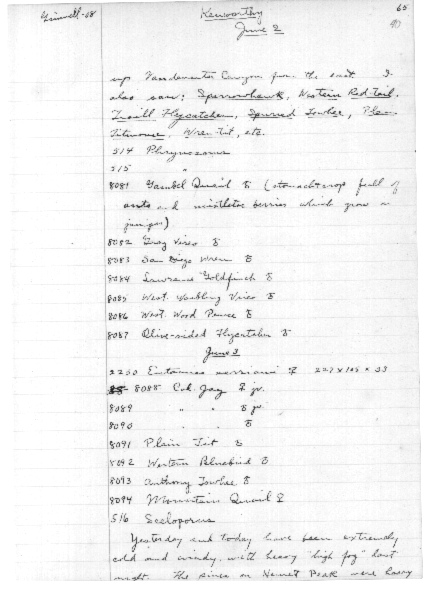 Grinnell-08
Kenworthy
65
June 2
up Vandeventer Canyon from the east. I
also saw: Sparrowhawk, Western Red-tail,
Traill Flycatcher, Spurred Towhee, Plain
Titmouse, Wren-tit, etc.
514 Phrynosoma
515 "
8081 Gambel Quail ♂ (stomach + crop full of
ants and mistletoe berries which grow on
juniper)
8082 Gray Vireo ♂
8083 San Diego Wren ♂
8084 Lawrence Goldfinch ♂
8085 West. Warbling Vireo ♂
8086 West. Wood Pewee ♂
8087 Olive-sided Flycatcher ♂
June 3
2250 Eutamias merriami ♀ 227 x 105 x 33
8088 Cal. Jay ♀ jv.
8089 " " ♂ jv.
8090 " ♂
8091 Plain Tit ♂
8092 Western Bluebird ♂
8093 Anthony Towhee ♂
8094 Mountain Quail ♀
516 Sceloporus
Yesterday and today have been extremely
cold and windy, with heavy "high fog" last
night. The pines on Hemet Peak were hoary